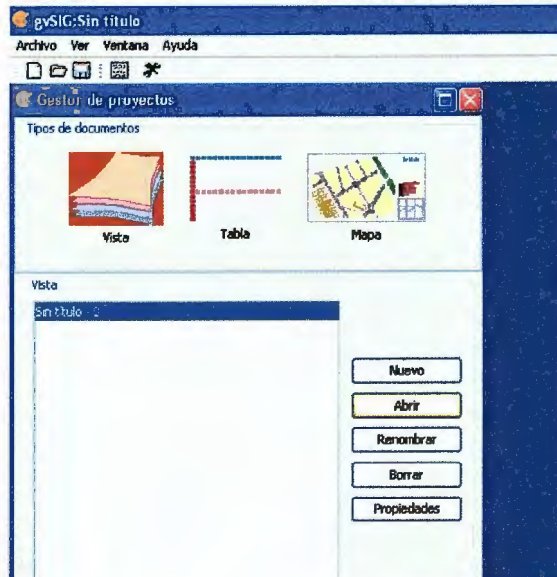 gvSIG:Sin título
Archivo Ver Ventana Ayuda
Gestor de proyectos
Tipos de documentos
Vista
Tabla
Mapa
Vista
Sin título - 2
Nuevo
Abrir
Renombrar
Borrar
Propiedades